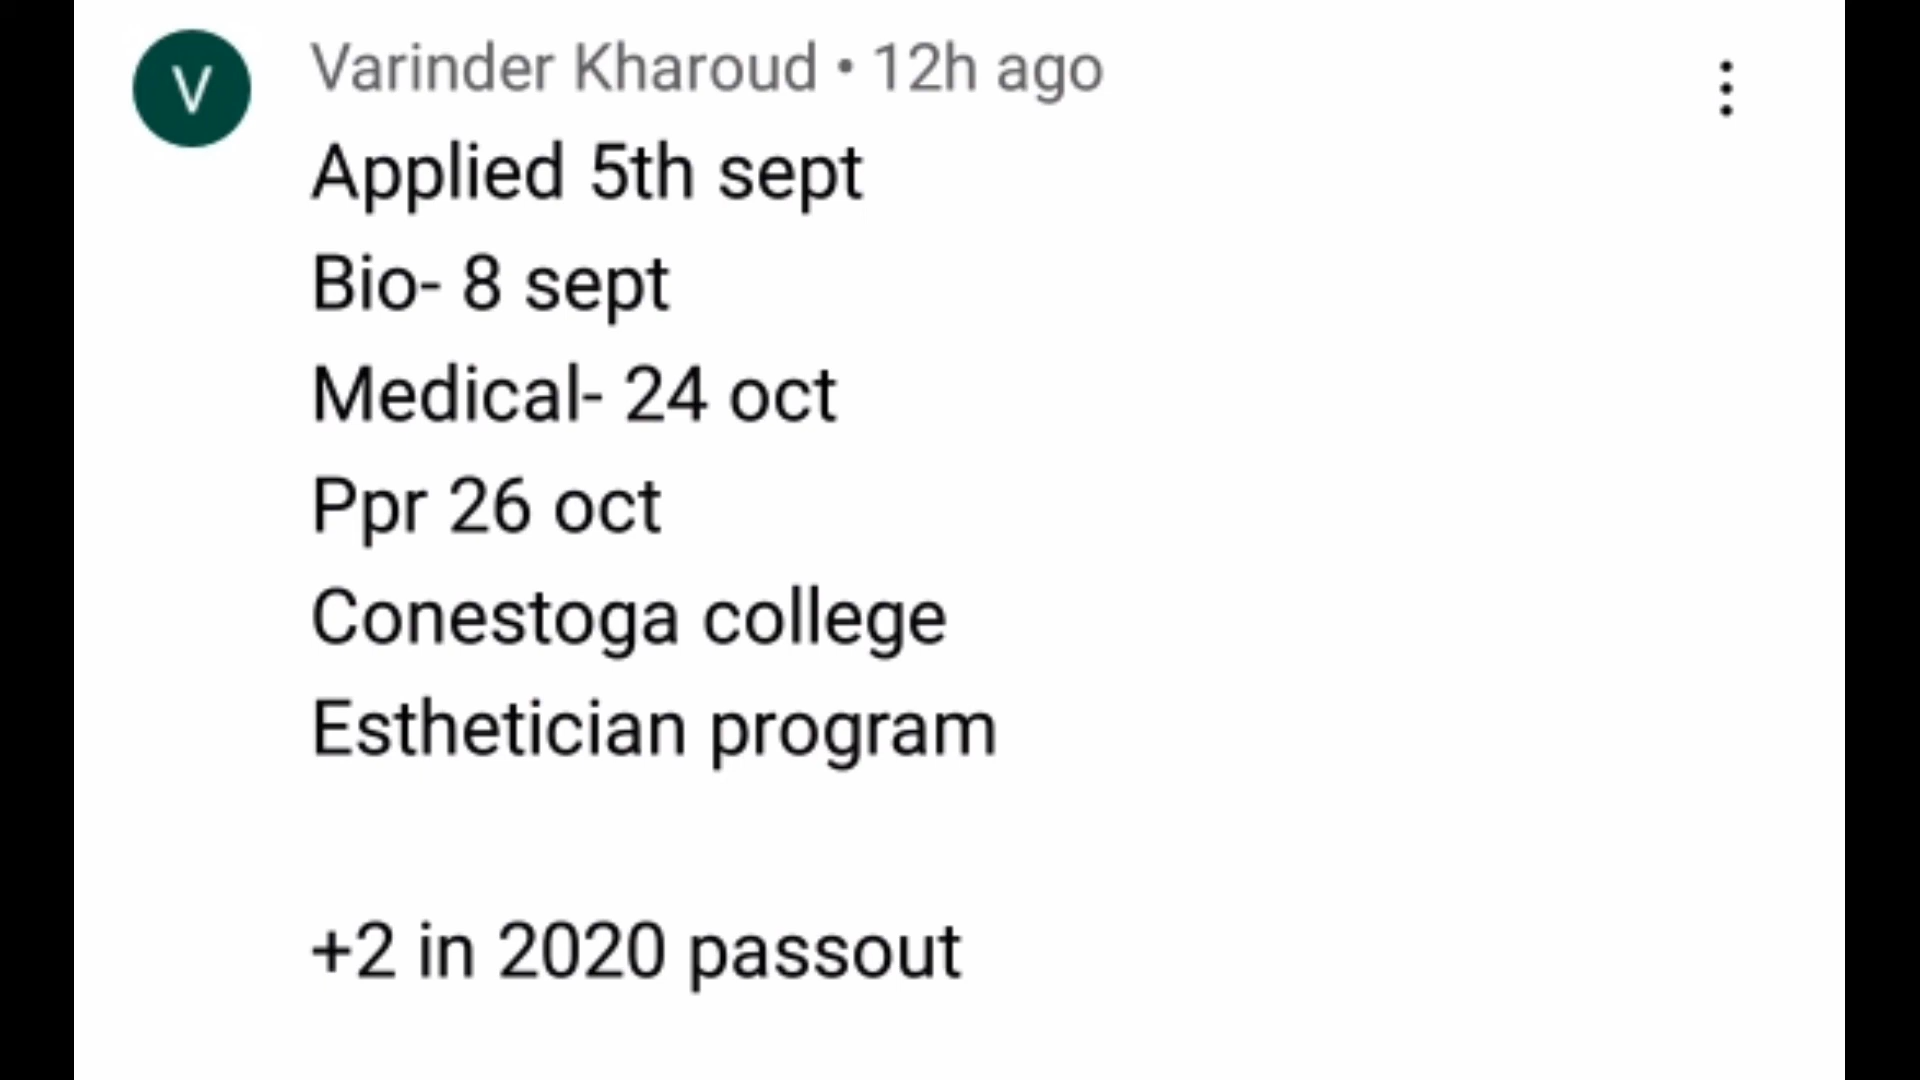 V
Varinder Kharoud • 12h ago
Applied 5th sept
Bio- 8 sept
Medical- 24 oct
Ppr 26 oct
Conestoga college
Esthetician program
+2 in 2020 passout